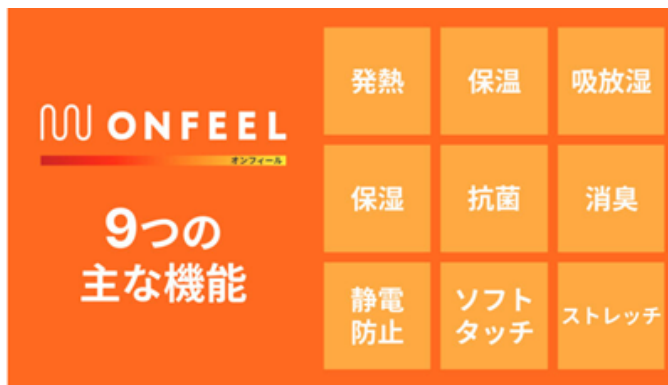 ONFEEL
オンフィール
9つの
主な機能
発熱
保温
吸放湿
保湿
抗菌
消臭
静電
防止
ソフト
タッチ
ストレッチ